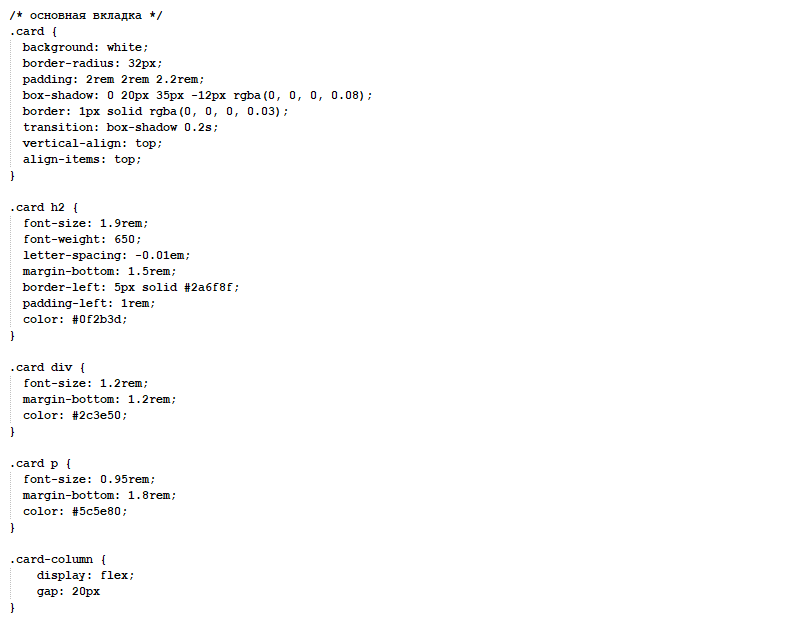 /* основная вкладка */
.card {
background: white;
border-radius: 32px;
padding: 2rem 2rem 2.2rem;
box-shadow: 0 20px 35px -12px rgba(0, 0, 0, 0.08);
border: 1px solid rgba(0, 0, 0, 0.03);
transition: box-shadow 0.2s;
vertical-align: top;
align-items: top;
}
.card h2 {
font-size: 1.9rem;
font-weight: 650;
letter-spacing: -0.01em;
margin-bottom: 1.5rem;
border-left: 5px solid #2a6f8f;
padding-left: 1rem;
color: #0f2b3d;
}
.card div {
font-size: 1.2rem;
margin-bottom: 1.2rem;
color: #2c3e50;
}
.card p {
font-size: 0.95rem;
margin-bottom: 1.8rem;
color: #5c5e80;
}
.card-column {
display: flex;
gap: 20px
}